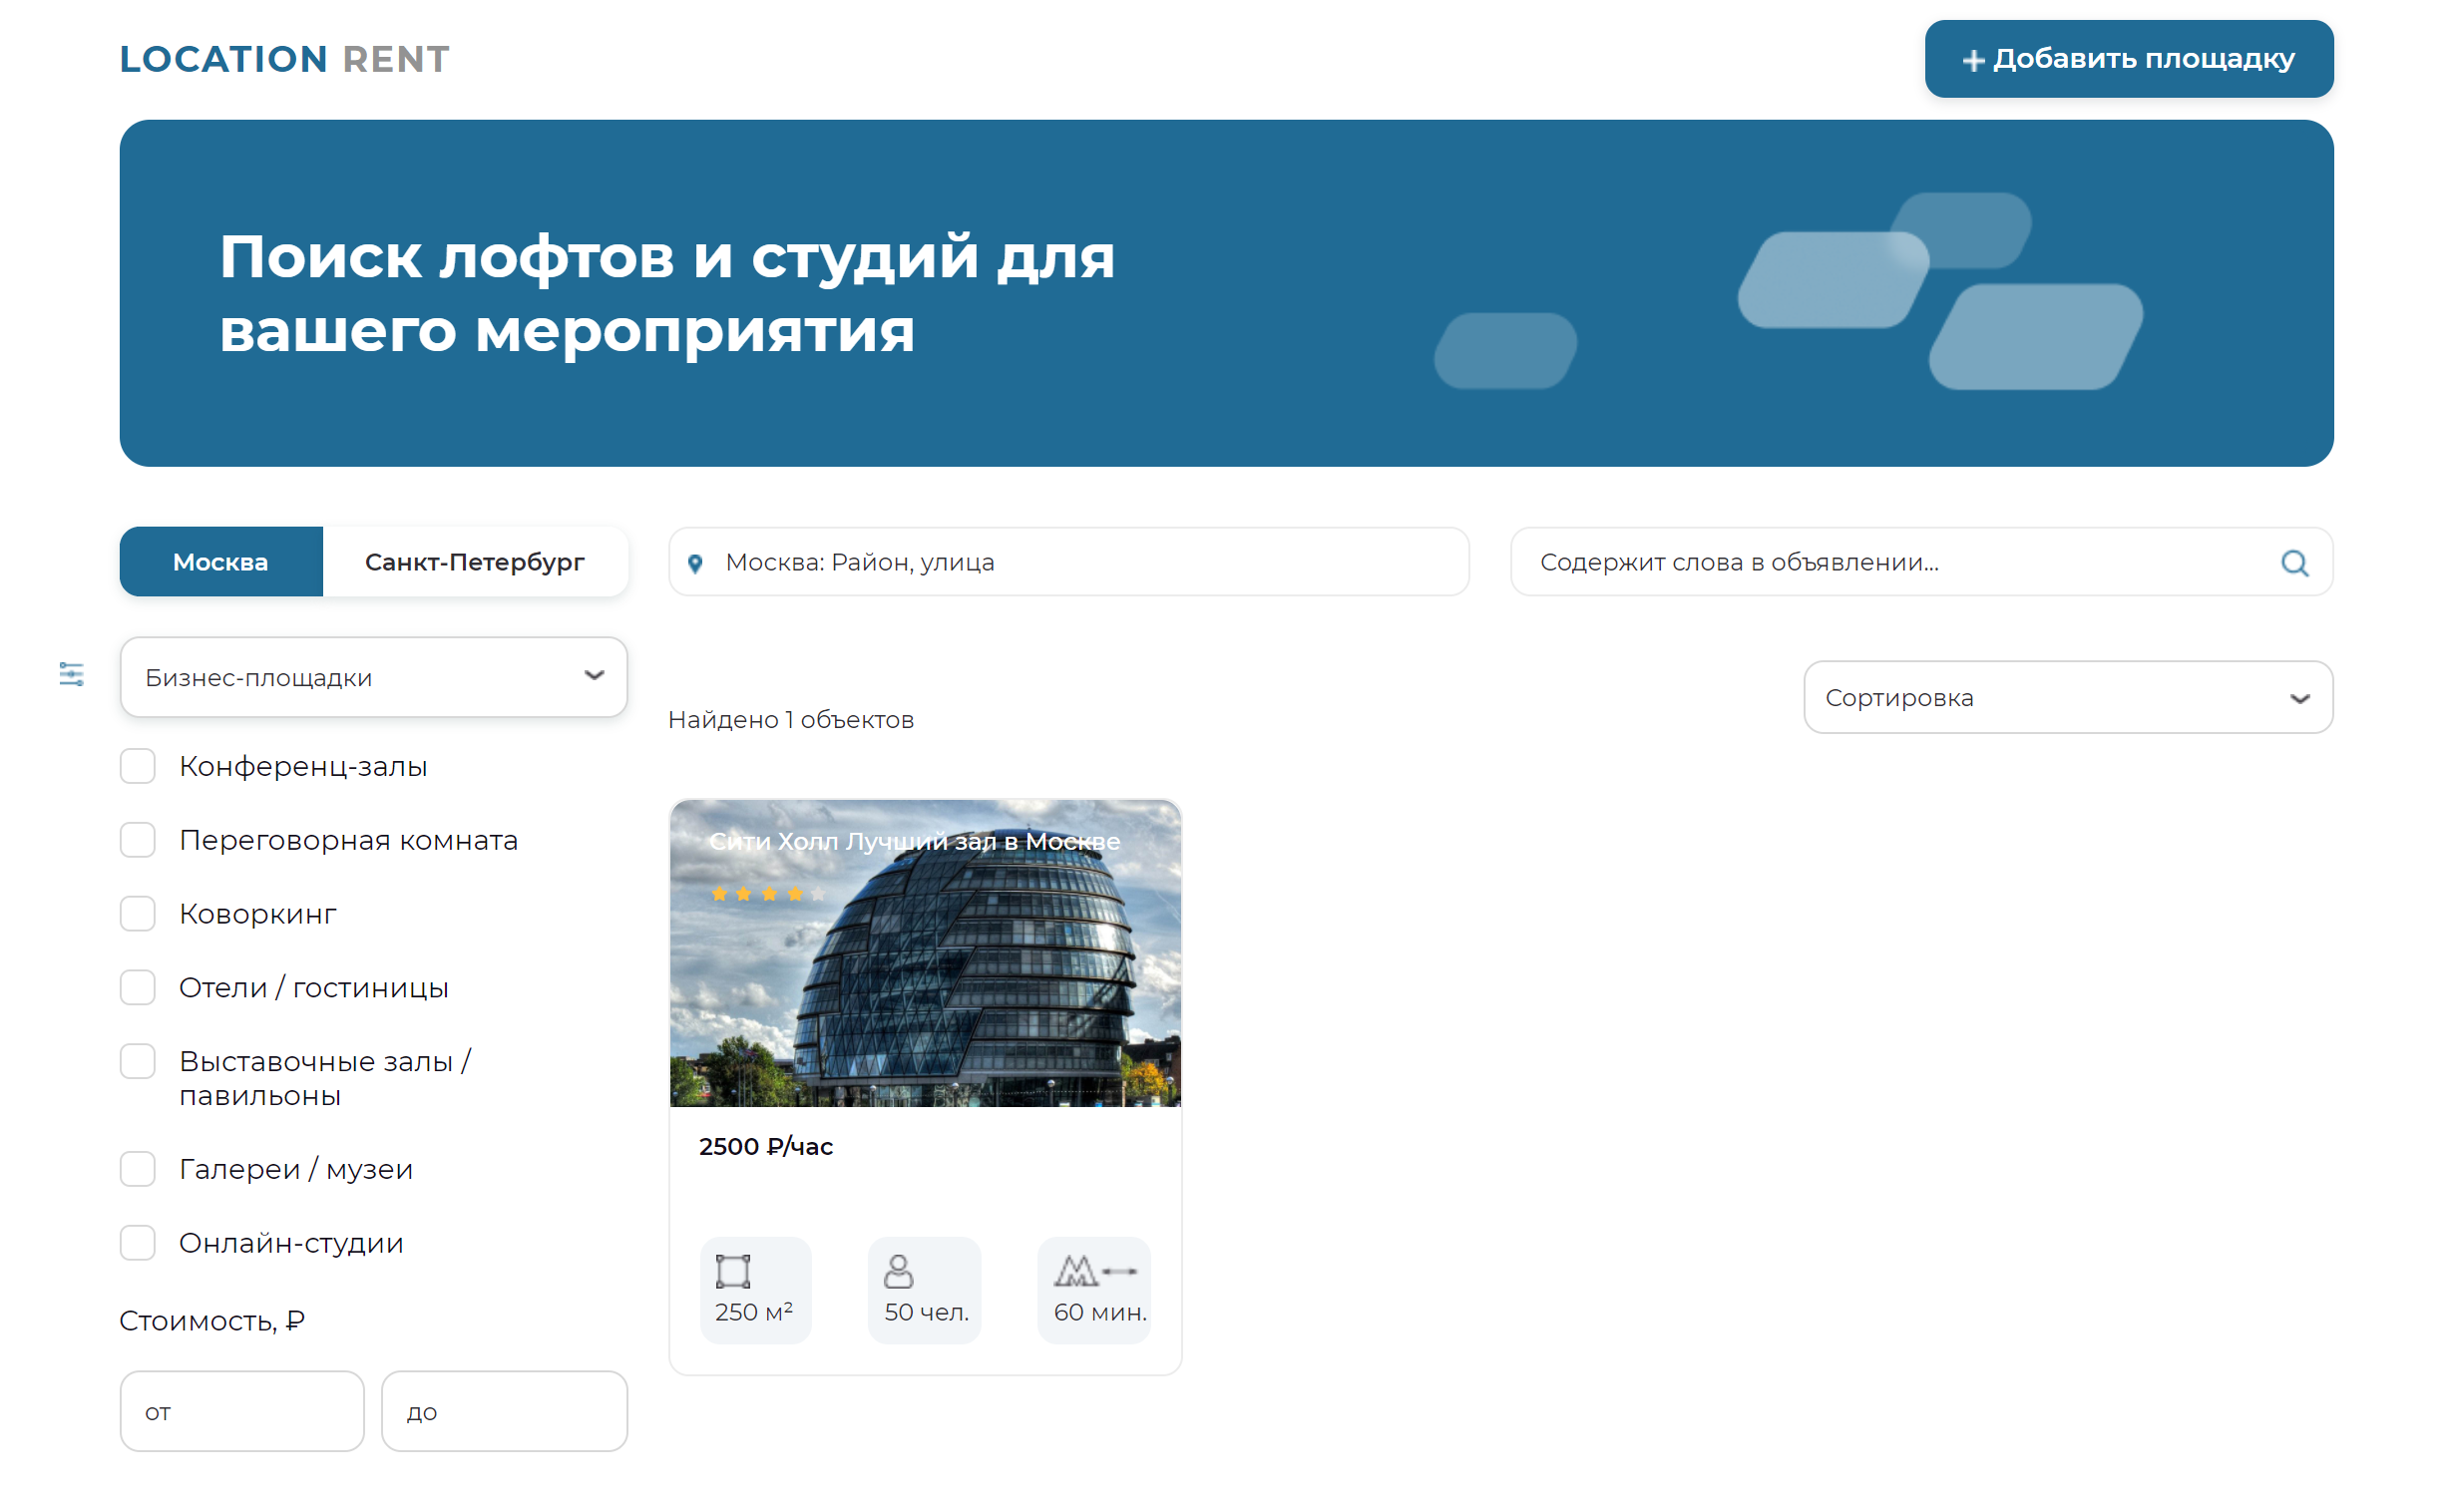 LOCATION RENT
+ Добавить площадку
Поиск лофтов и студий для
вашего мероприятия
Москва
Санкт-Петербург
Москва: Район, улица
Содержит слова в объявлении...
Бизнес-площадки
Сортировка
Найдено 1 объектов
Конференц-залы
Переговорная комната
Коворкинг
Отели / гостиницы
Выставочные залы /
павильоны
Галереи / музеи
Онлайн-студии
Стоимость, ₽
от
до
Сити Холл Лучший зал в Москве
2500 ₽/час
250 м²
50 чел.
60 мин.